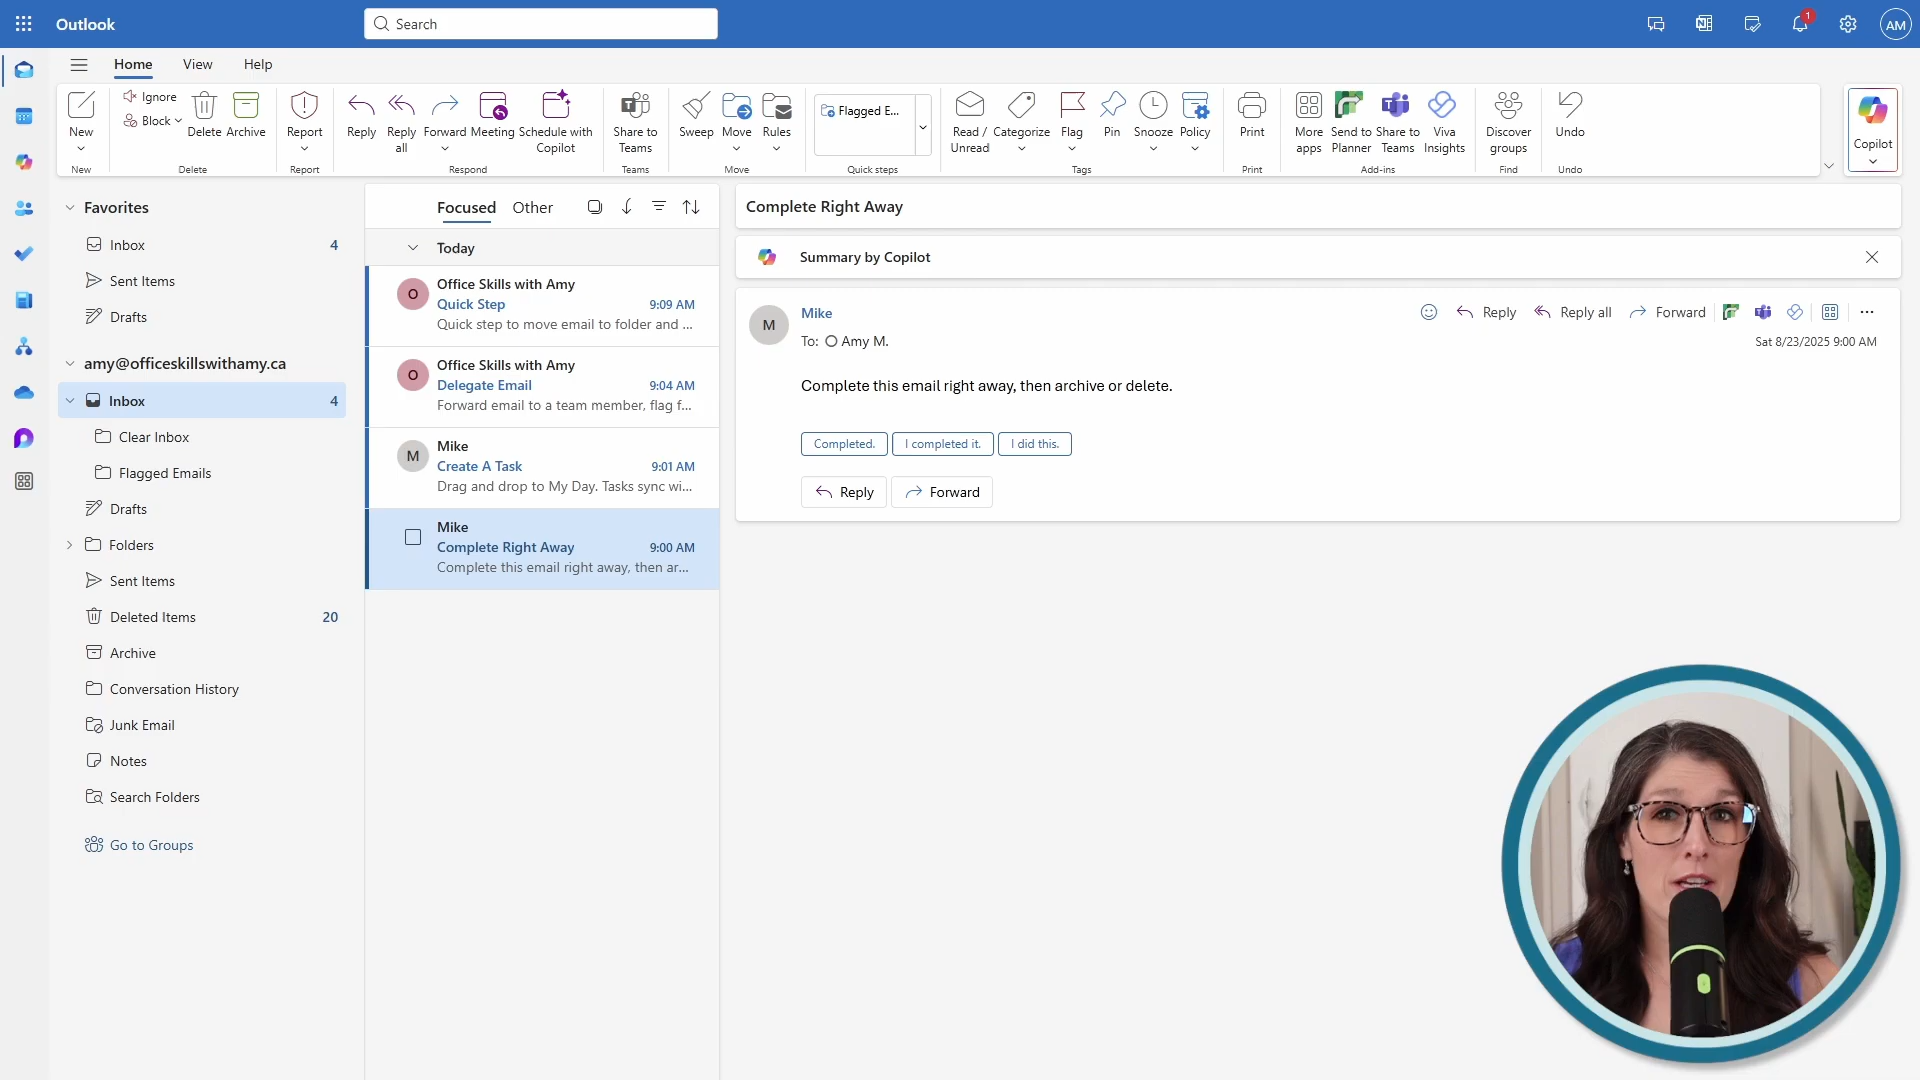 Outlook
Search
1
AM
Home
View
Help
New
Ignore
Block
Delete
Archive
Report
Reply
Reply all
Forward
Meeting
Schedule with Copilot
Share to Teams
Sweep
Move
Rules
Flagged E...
Read / Unread
Categorize
Flag
Pin
Snooze
Policy
Print
More apps
Send to Planner
Share to Teams
Viva Insights
Discover groups
Undo
Copilot
New
Delete
Report
Respond
Teams
Move
Quick steps
Tags
Print
Add-ins
Find
Undo
Favorites
Inbox 4
Sent Items
Drafts
amy@officeskillswithamy.ca
Inbox 4
Clear Inbox
Flagged Emails
Drafts
Folders
Sent Items
Deleted Items 20
Archive
Conversation History
Junk Email
Notes
Search Folders
Go to Groups
Focused
Other
Today
O
Office Skills with Amy
Quick Step 9:09 AM
Quick step to move email to folder and ...
O
Office Skills with Amy
Delegate Email 9:04 AM
Forward email to a team member, flag f...
M
Mike
Create A Task 9:01 AM
Drag and drop to My Day. Tasks sync wi...
Mike
Complete Right Away 9:00 AM
Complete this email right away, then ar...
Complete Right Away
Summary by Copilot
M
Mike
To: Amy M.
Reply
Reply all
Forward
Sat 8/23/2025 9:00 AM
Complete this email right away, then archive or delete.
Completed.
I completed it.
I did this.
Reply
Forward